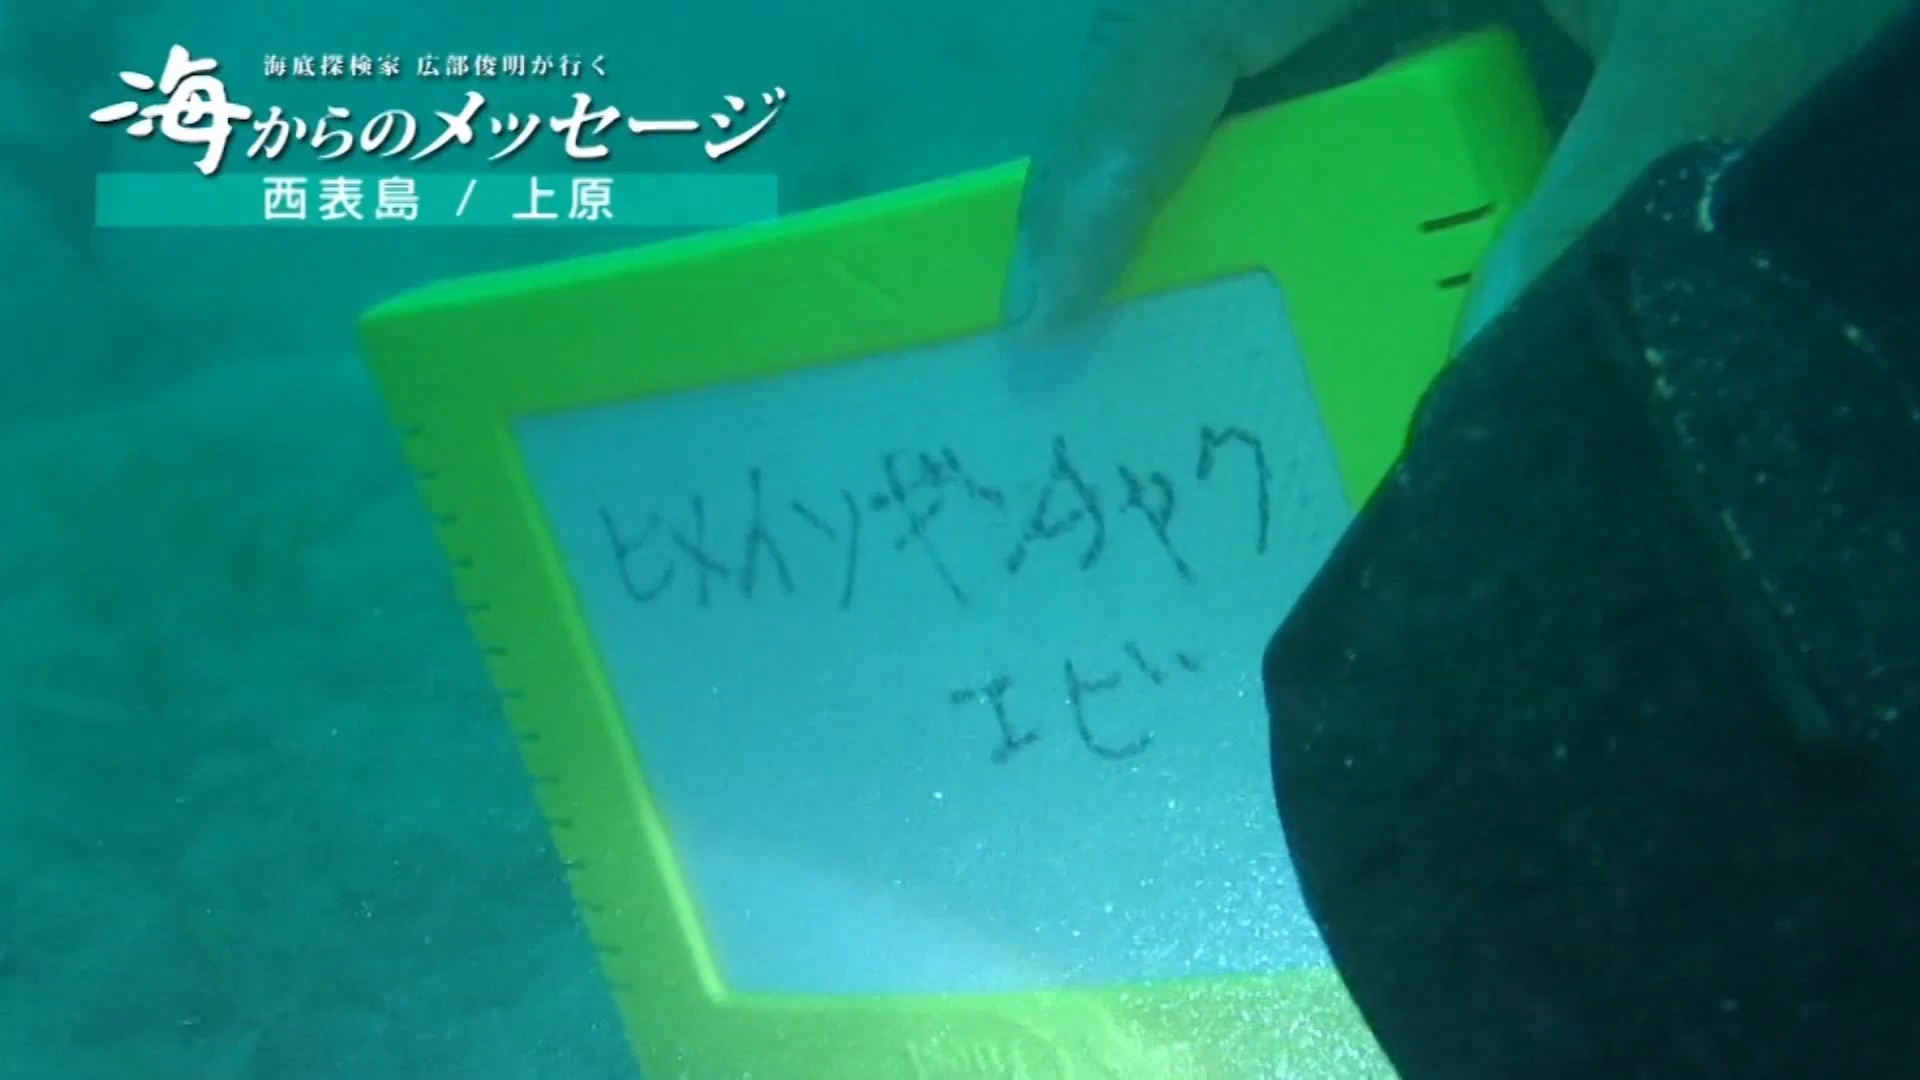 海底探検家 広部俊明が行く
海からのメッセージ
西表島 / 上原
ヒメイソギンチャク
エビ